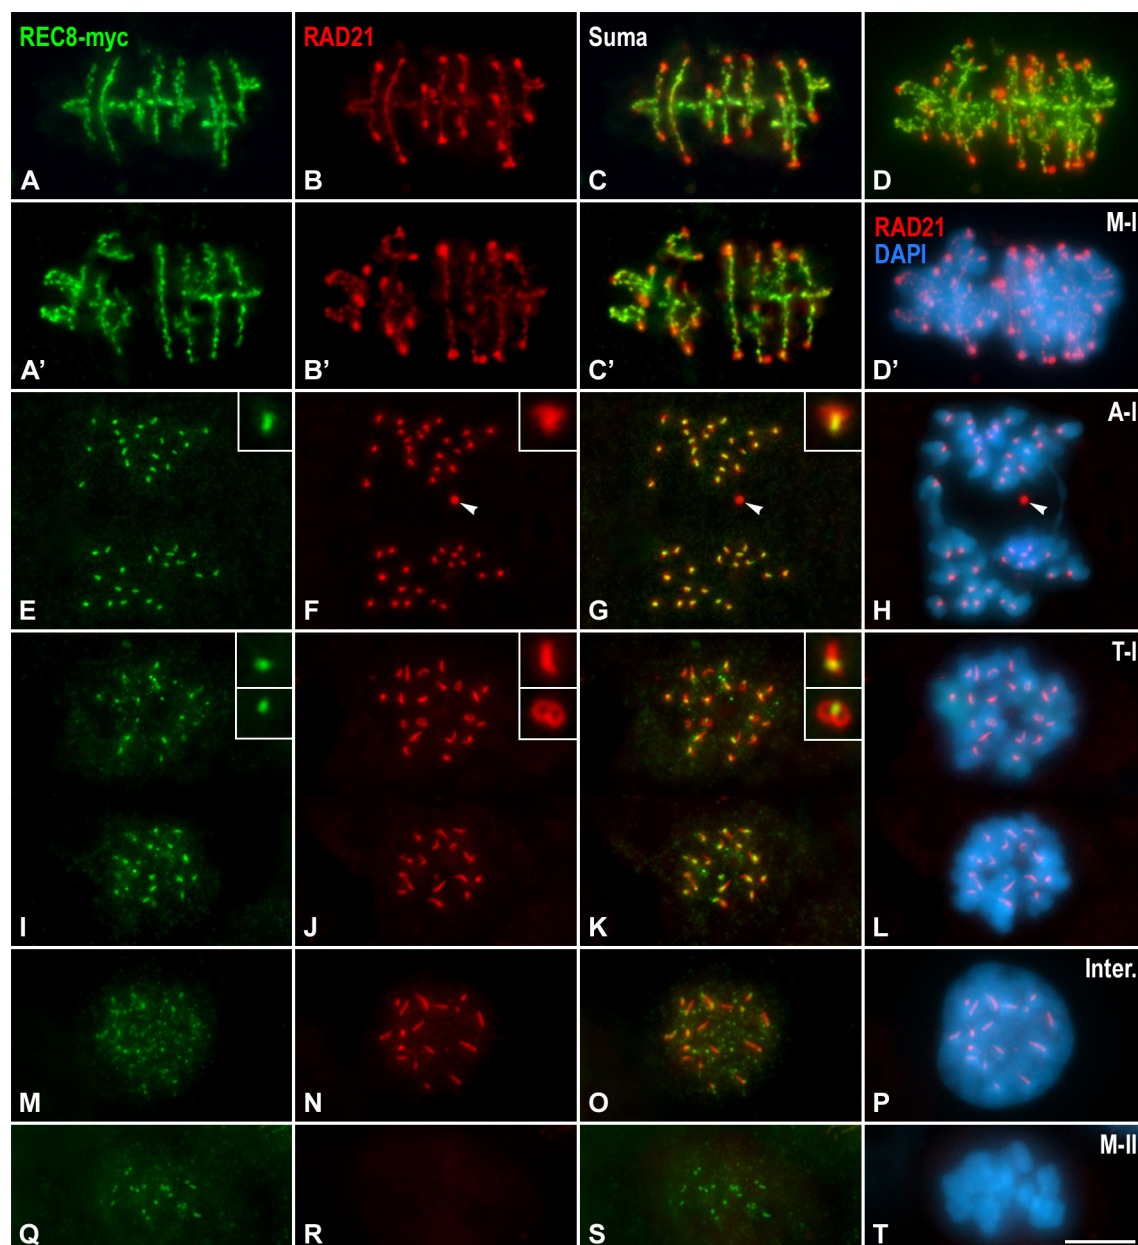 REC8-myc RAD21 Suma
A B C D
RAD21 M-I
DAPI
A’ B’ C’ D’
A-I
E F G H
T-I
I J K L
Inter.
M N O P
M-II
Q R S T